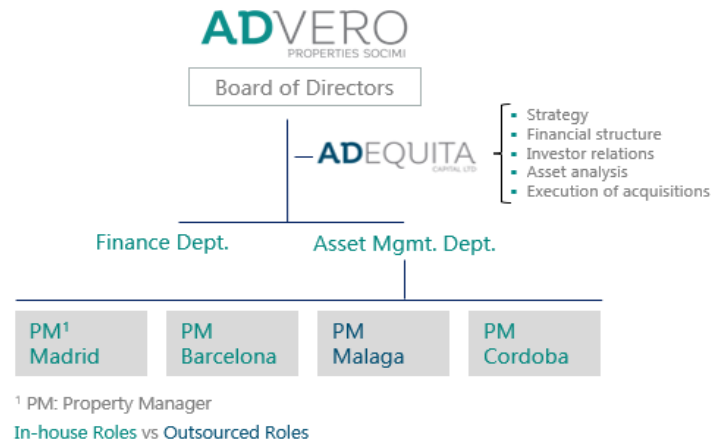 ADVERO
PROPERTIES SOCIMI
Board of Directors
ADEQUITA
CAPITAL LTD
▪ Strategy
▪ Financial structure
▪ Investor relations
▪ Asset analysis
▪ Execution of acquisitions
Finance Dept.
Asset Mgmt. Dept.
PM¹
Madrid
PM
Barcelona
PM
Malaga
PM
Cordoba
¹ PM: Property Manager
In-house Roles vs Outsourced Roles